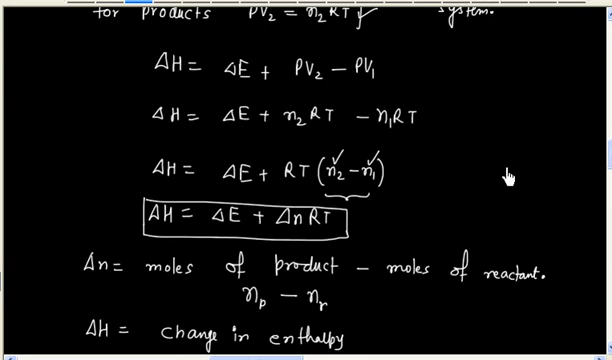 for products PV₂ = n₂RT ✓ system.
ΔH = ΔE + PV₂ − PV₁
ΔH = ΔE + n₂RT − n₁RT
ΔH = ΔE + RT (n₂ − n₁)
ΔH = ΔE + ΔnRT
Δn = moles of product − moles of reactant.
nₚ − nᵣ
ΔH = change in enthalpy